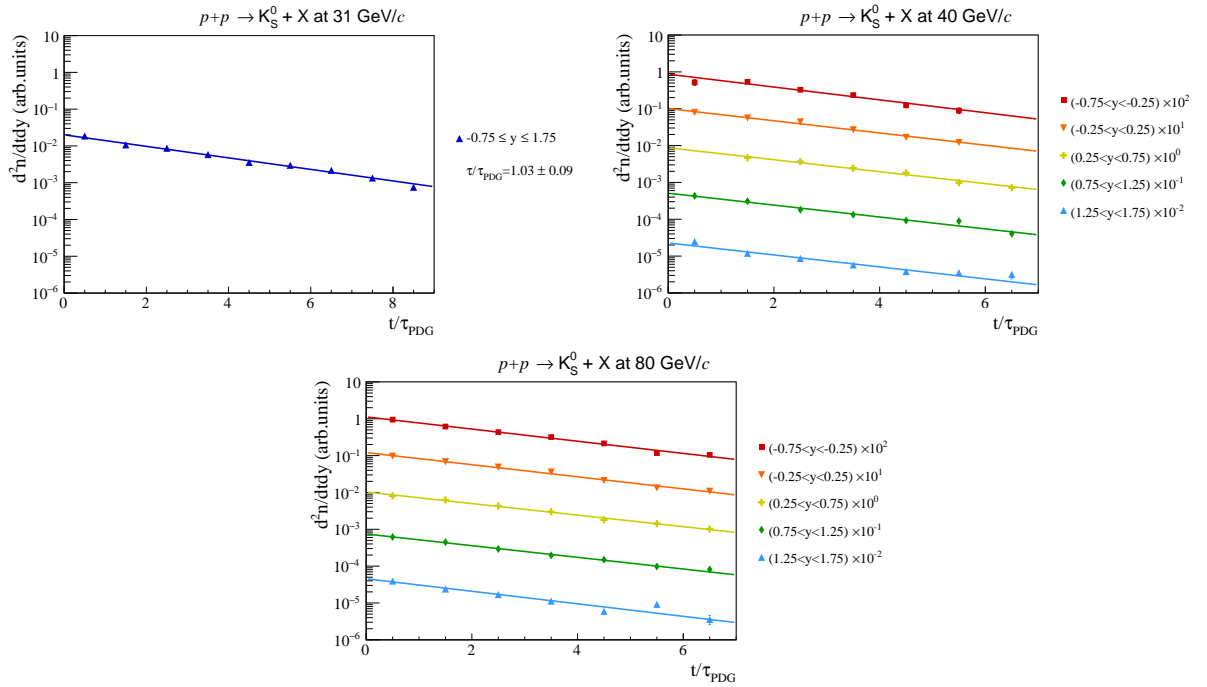 p+p → K⁰_S + X at 31 GeV/c
d²n/dtdy (arb.units)
10
1
10⁻¹
10⁻²
10⁻³
10⁻⁴
10⁻⁵
10⁻⁶
0 2 4 6 8
t/τ_PDG
-0.75 ≤ y ≤ 1.75
τ/τ_PDG=1.03 ± 0.09
p+p → K⁰_S + X at 40 GeV/c
d²n/dtdy (arb.units)
10
1
10⁻¹
10⁻²
10⁻³
10⁻⁴
10⁻⁵
10⁻⁶
0 2 4 6
t/τ_PDG
(-0.75<y<-0.25) ×10²
(-0.25<y<0.25) ×10¹
(0.25<y<0.75) ×10⁰
(0.75<y<1.25) ×10⁻¹
(1.25<y<1.75) ×10⁻²
p+p → K⁰_S + X at 80 GeV/c
d²n/dtdy (arb.units)
10
1
10⁻¹
10⁻²
10⁻³
10⁻⁴
10⁻⁵
10⁻⁶
0 2 4 6
t/τ_PDG
(-0.75<y<-0.25) ×10²
(-0.25<y<0.25) ×10¹
(0.25<y<0.75) ×10⁰
(0.75<y<1.25) ×10⁻¹
(1.25<y<1.75) ×10⁻²